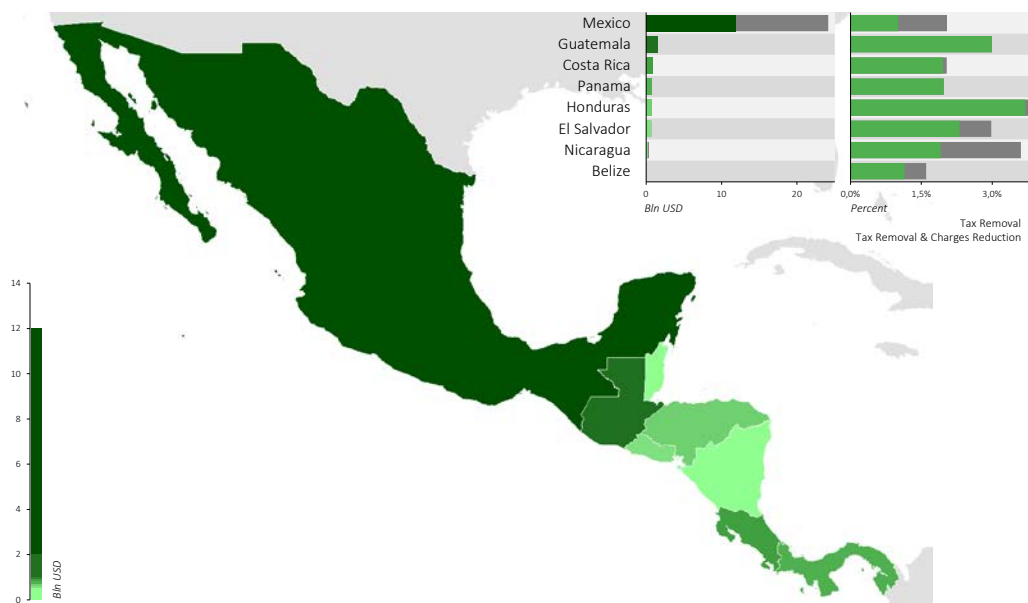 Mexico
Guatemala
Costa Rica
Panama
Honduras
El Salvador
Nicaragua
Belize
0 10 20
Bln USD
0,0% 1,5% 3,0%
Percent
Tax Removal
Tax Removal & Charges Reduction
14
12
10
8
6
4
2
0
Bln USD